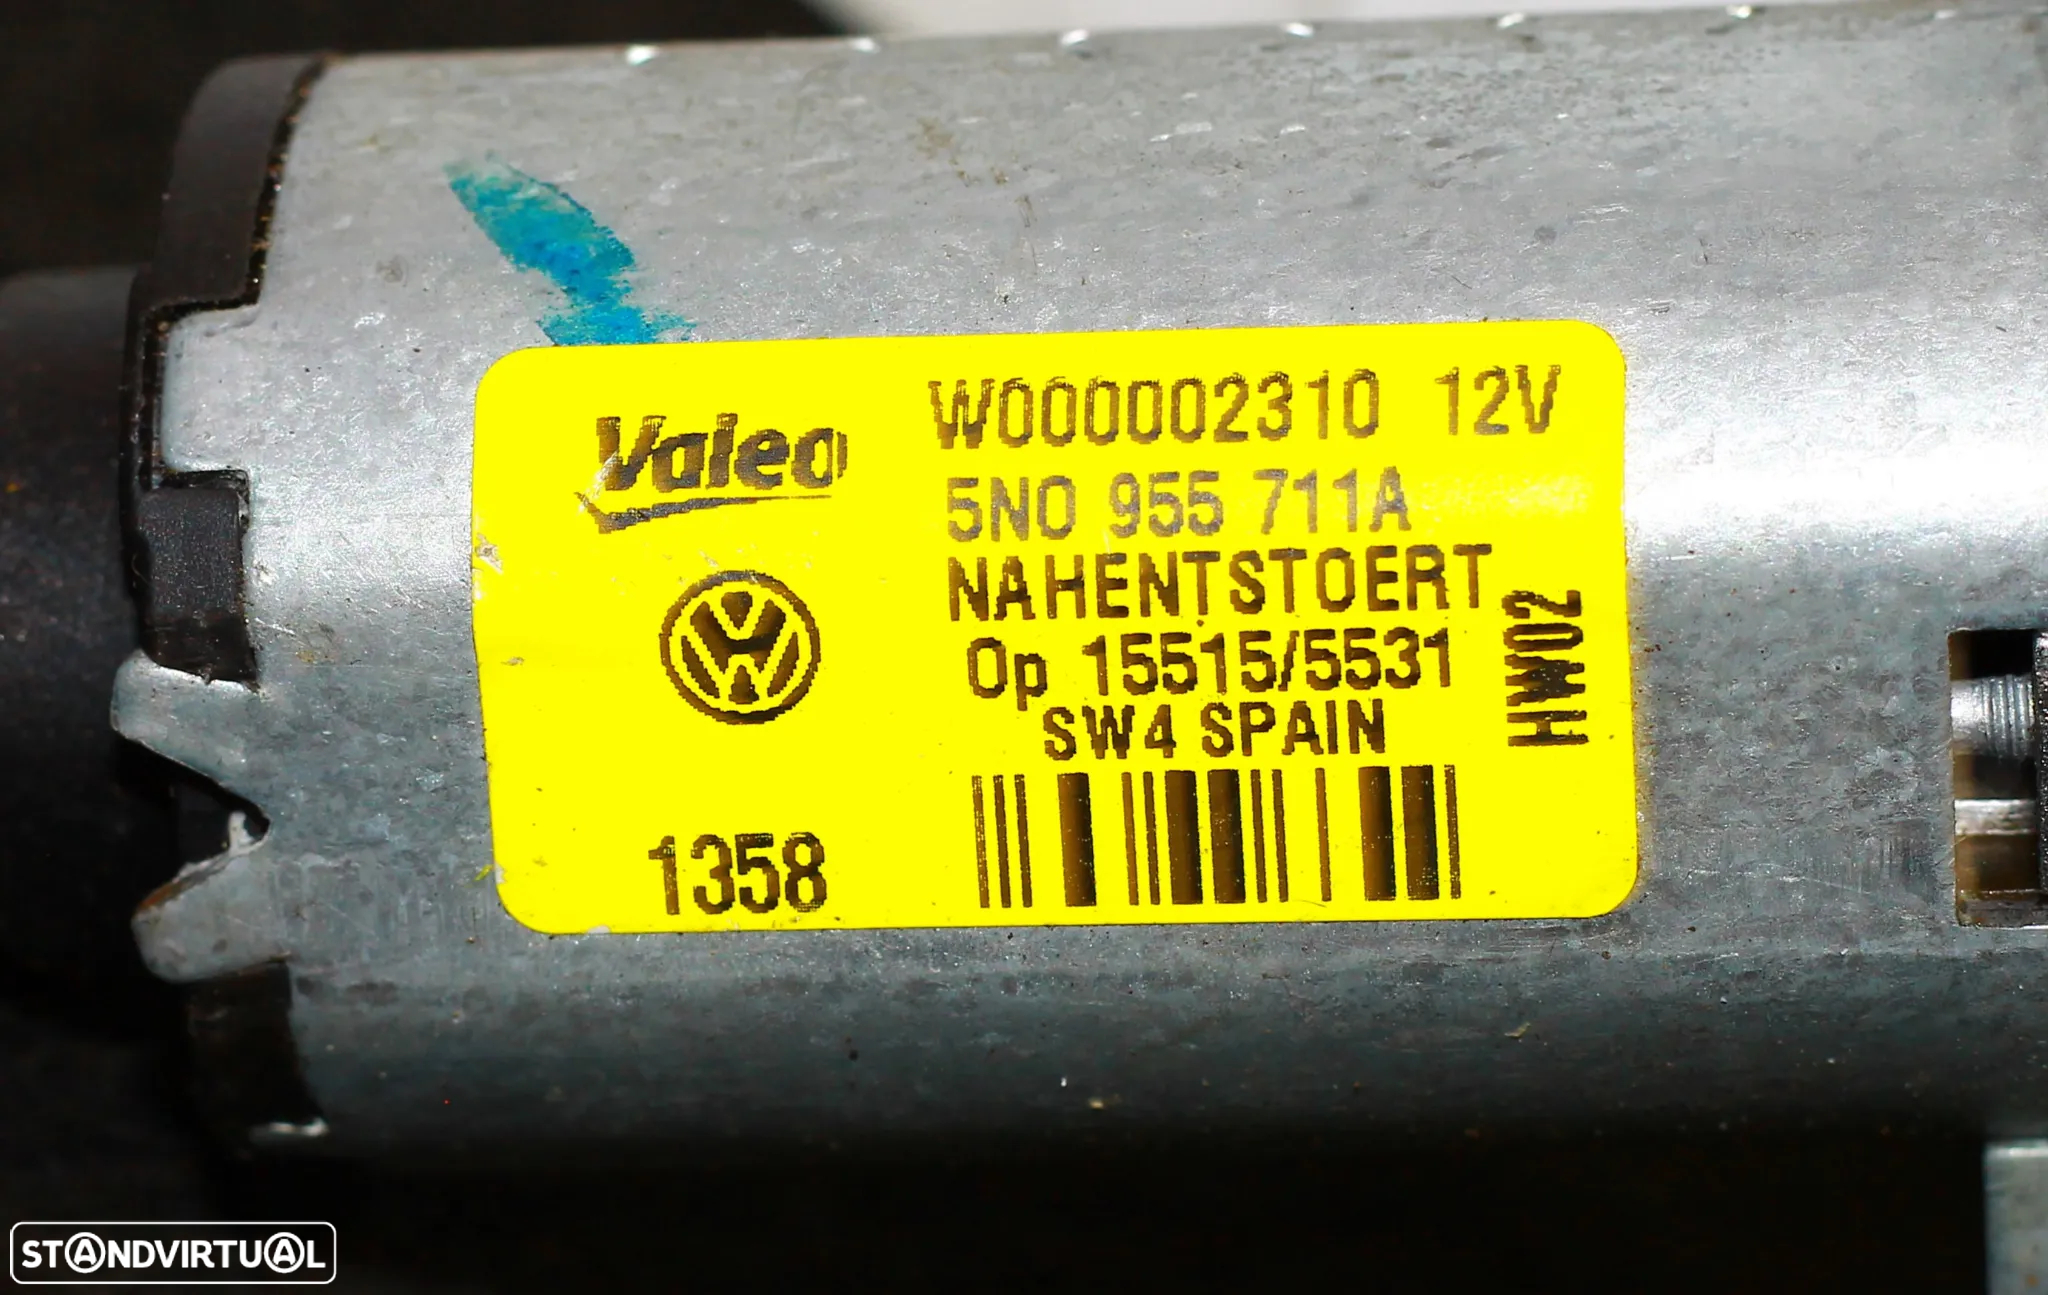 Valeo
W000002310 12V
5N0 955 711A
NAHENTSTOERT
Op 15515/5531
SW4 SPAIN
HW02
1358
STANDVIRTUAL